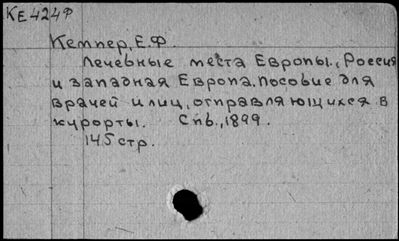 КЕ424Ф
Кемпер, Е.Ф.
Лечебные места Европы., Россия
и западная Европа. Пособие для
врачей и лиц, отправляющихся в
курорты. Спб., 1899.
145 стр.